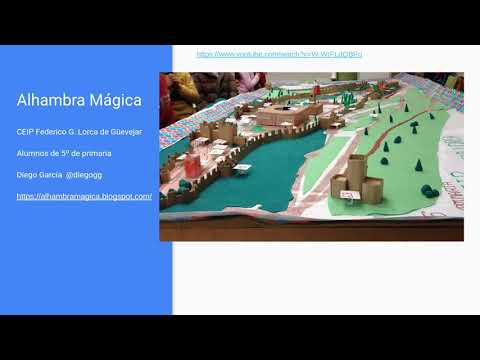 Alhambra Mágica
CEIP Federico G. Lorca de Güevejar
Alumnos de 5º de primaria
Diego García @diegogg
https://alhambramagica.blogspot.com/